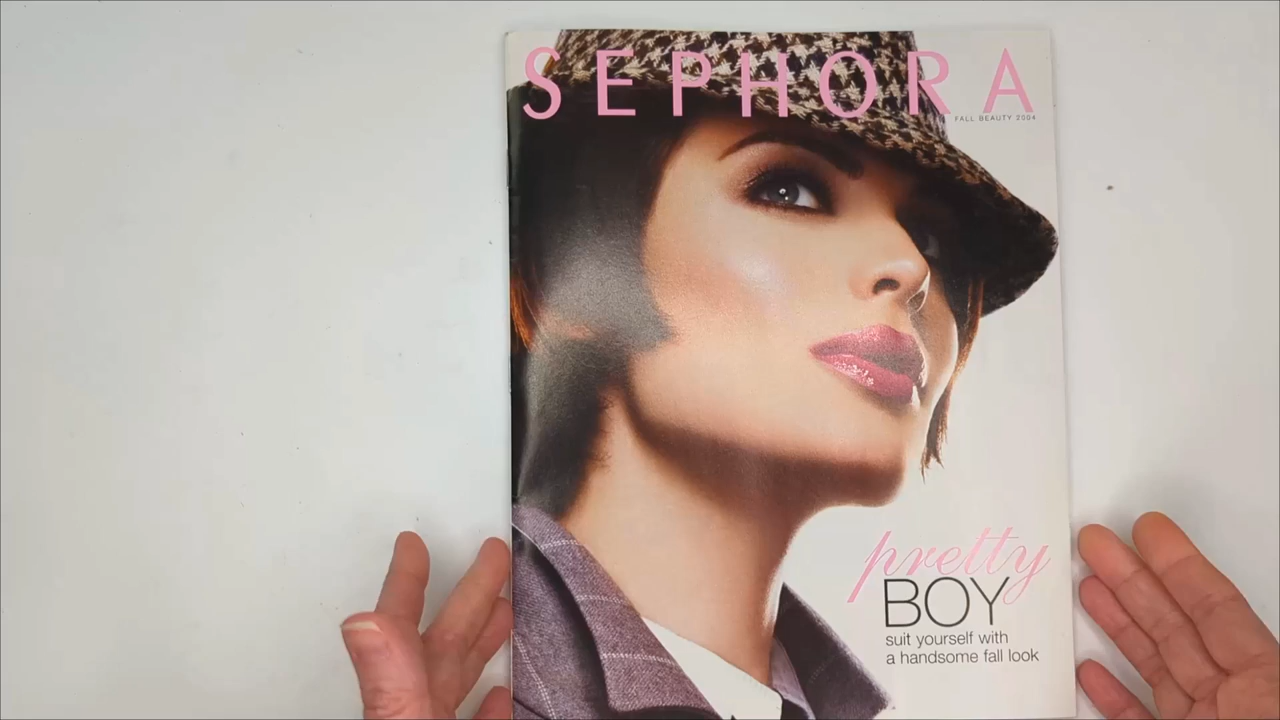 SEPHORA
FALL BEAUTY 2004
pretty
BOY
suit yourself with
a handsome fall look